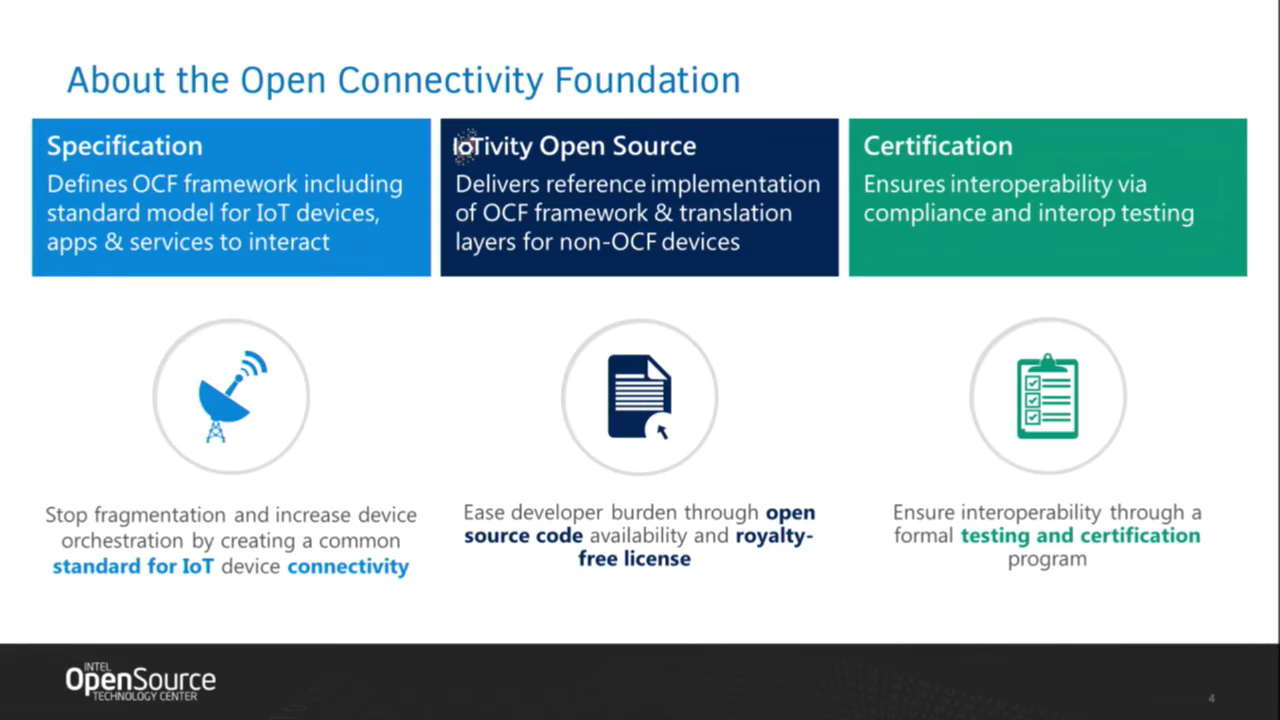 About the Open Connectivity Foundation
Specification
Defines OCF framework including
standard model for IoT devices,
apps & services to interact
IoTivity Open Source
Delivers reference implementation
of OCF framework & translation
layers for non-OCF devices
Certification
Ensures interoperability via
compliance and interop testing
Stop fragmentation and increase device
orchestration by creating a common
standard for IoT device connectivity
Ease developer burden through open
source code availability and royalty-
free license
Ensure interoperability through a
formal testing and certification
program
INTEL
OpenSource
TECHNOLOGY CENTER
4